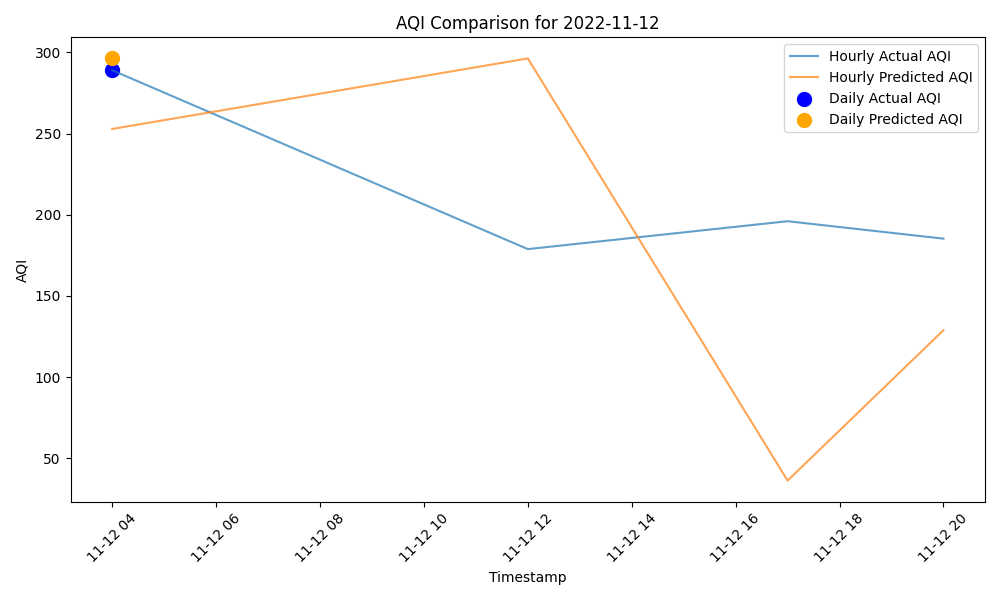 AQI Comparison for 2022-11-12
Hourly Actual AQI
Hourly Predicted AQI
Daily Actual AQI
Daily Predicted AQI
AQI
300
250
200
150
100
50
11-12 04
11-12 06
11-12 08
11-12 10
11-12 12
11-12 14
11-12 16
11-12 18
11-12 20
Timestamp